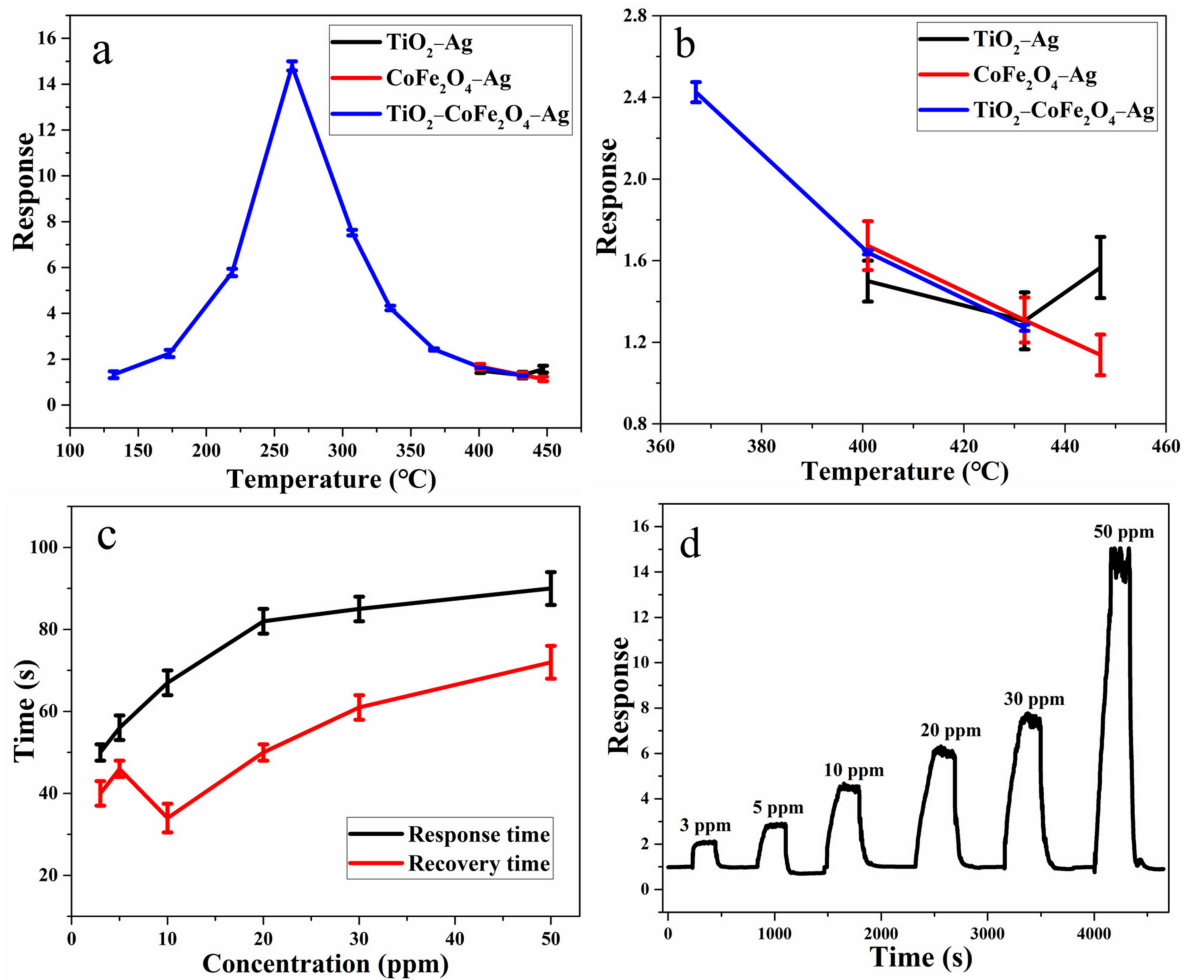 a
TiO₂–Ag
CoFe₂O₄–Ag
TiO₂–CoFe₂O₄–Ag
Response
16
14
12
10
8
6
4
2
0
100 150 200 250 300 350 400 450
Temperature (°C)
b
TiO₂–Ag
CoFe₂O₄–Ag
TiO₂–CoFe₂O₄–Ag
Response
2.8
2.4
2.0
1.6
1.2
0.8
360 380 400 420 440 460
Temperature (°C)
c
Time (s)
100
80
60
40
20
Response time
Recovery time
0 10 20 30 40 50
Concentration (ppm)
d
Response
16
14
12
10
8
6
4
2
0
50 ppm
30 ppm
20 ppm
10 ppm
5 ppm
3 ppm
0 1000 2000 3000 4000
Time (s)